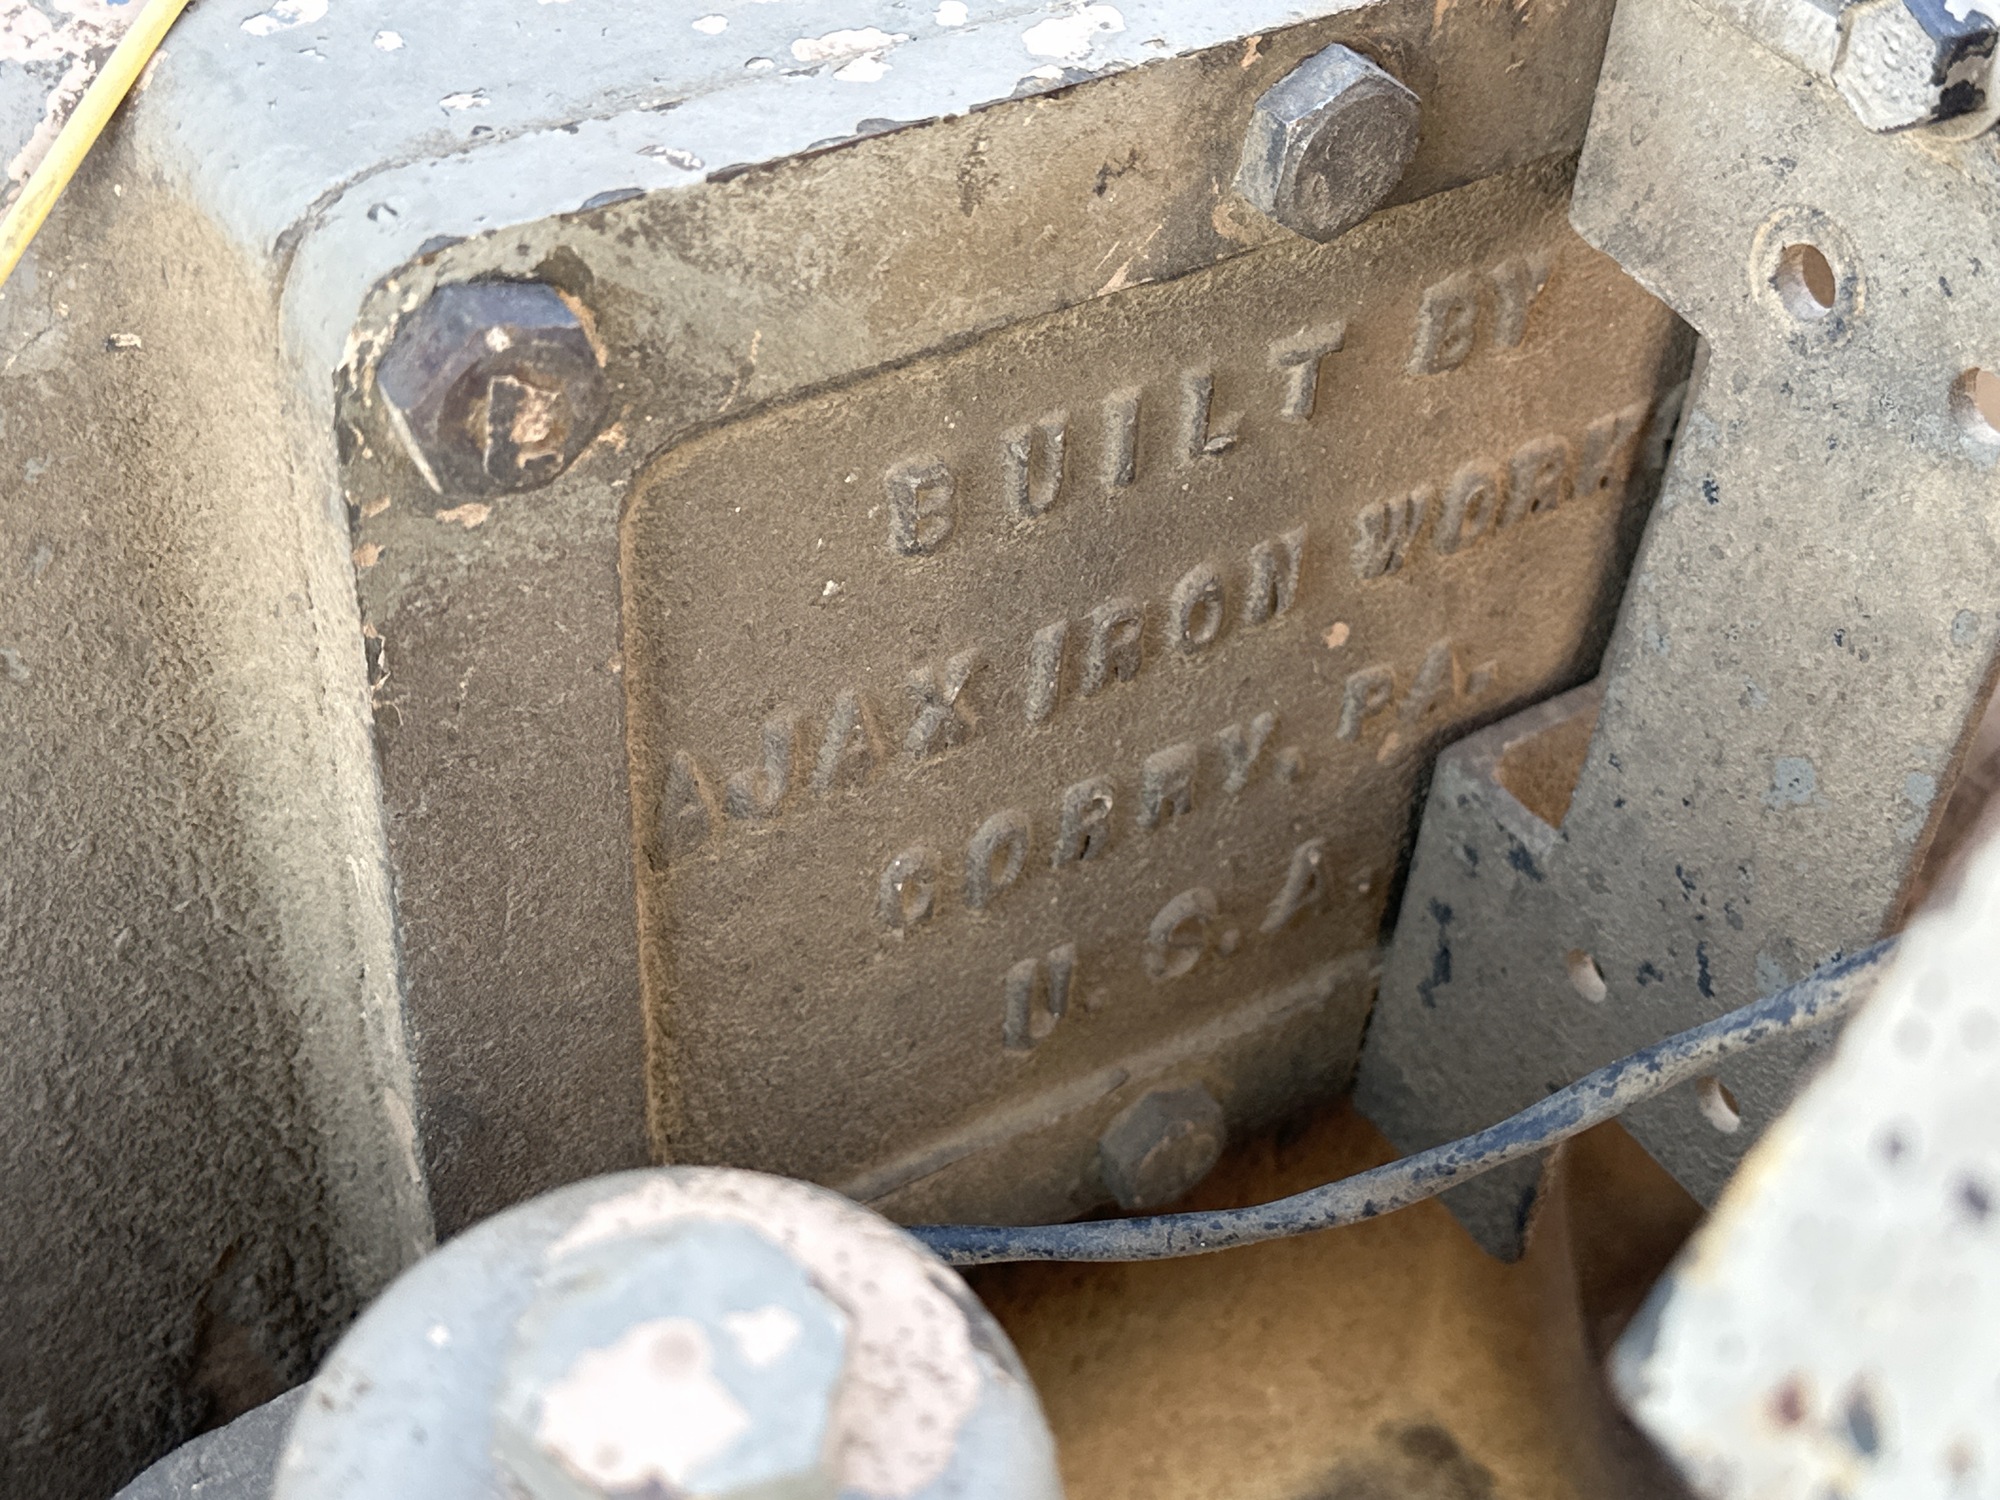 BUILT BY
AJAX IRON WORK
CORRY, PA.
U.S.A.